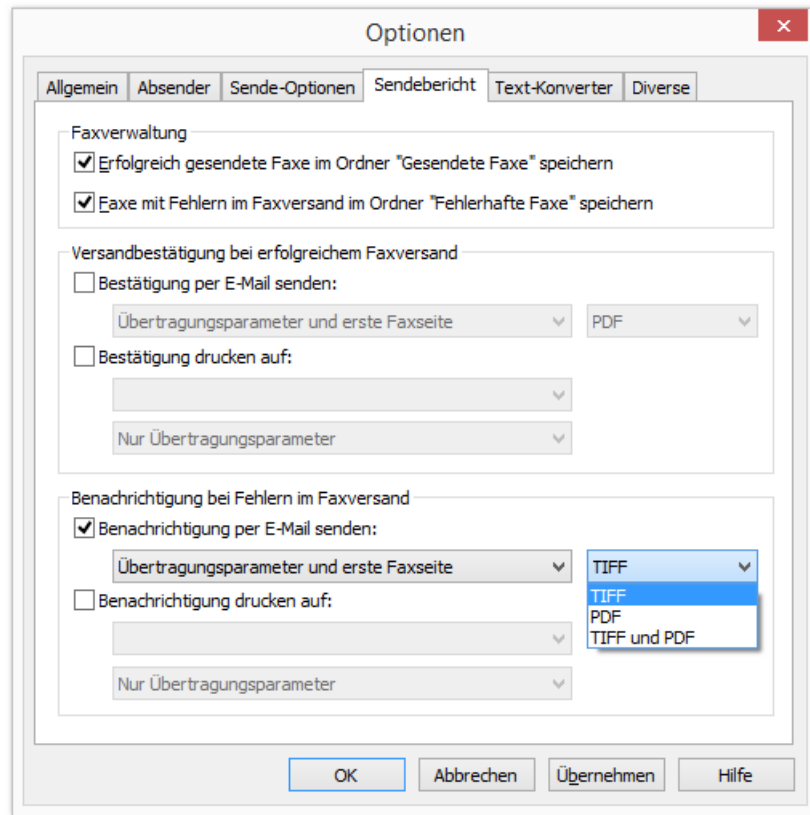 Optionen
Allgemein Absender Sende-Optionen Sendebericht Text-Konverter Diverse
Faxverwaltung
Erfolgreich gesendete Faxe im Ordner "Gesendete Faxe" speichern
Faxe mit Fehlern im Faxversand im Ordner "Fehlerhafte Faxe" speichern
Versandbestätigung bei erfolgreichem Faxversand
Bestätigung per E-Mail senden:
Übertragungsparameter und erste Faxseite PDF
Bestätigung drucken auf:
Nur Übertragungsparameter
Benachrichtigung bei Fehlern im Faxversand
Benachrichtigung per E-Mail senden:
Übertragungsparameter und erste Faxseite TIFF
TIFF
Benachrichtigung drucken auf:
PDF
TIFF und PDF
Nur Übertragungsparameter
OK Abbrechen Übernehmen Hilfe